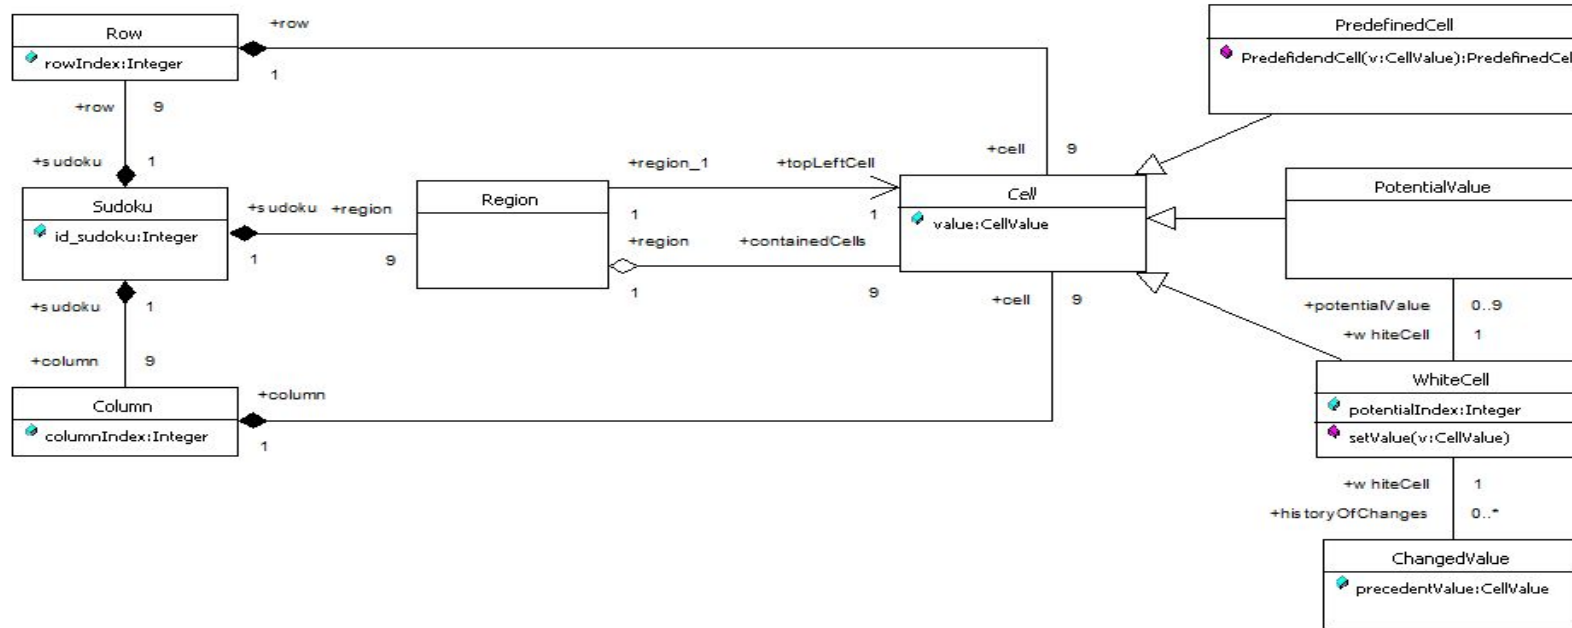 Row
rowIndex:Integer
+row
1
+row
9
+sudoku
1
Sudoku
id_sudoku:Integer
+sudoku
+region
1
9
+sudoku
1
+column
9
Column
columnIndex:Integer
+column
1
Region
+region_1
+topLeftCell
1
1
+region
+containedCells
1
9
+cell
9
Cell
value:CellValue
+cell
9
PredefinedCell
PredefidendCell(v:CellValue):PredefinedCel
PotentialValue
+potentialValue
0..9
+whiteCell
1
WhiteCell
potentialIndex:Integer
setValue(v:CellValue)
+whiteCell
1
+historyOfChanges
0..*
ChangedValue
precedentValue:CellValue